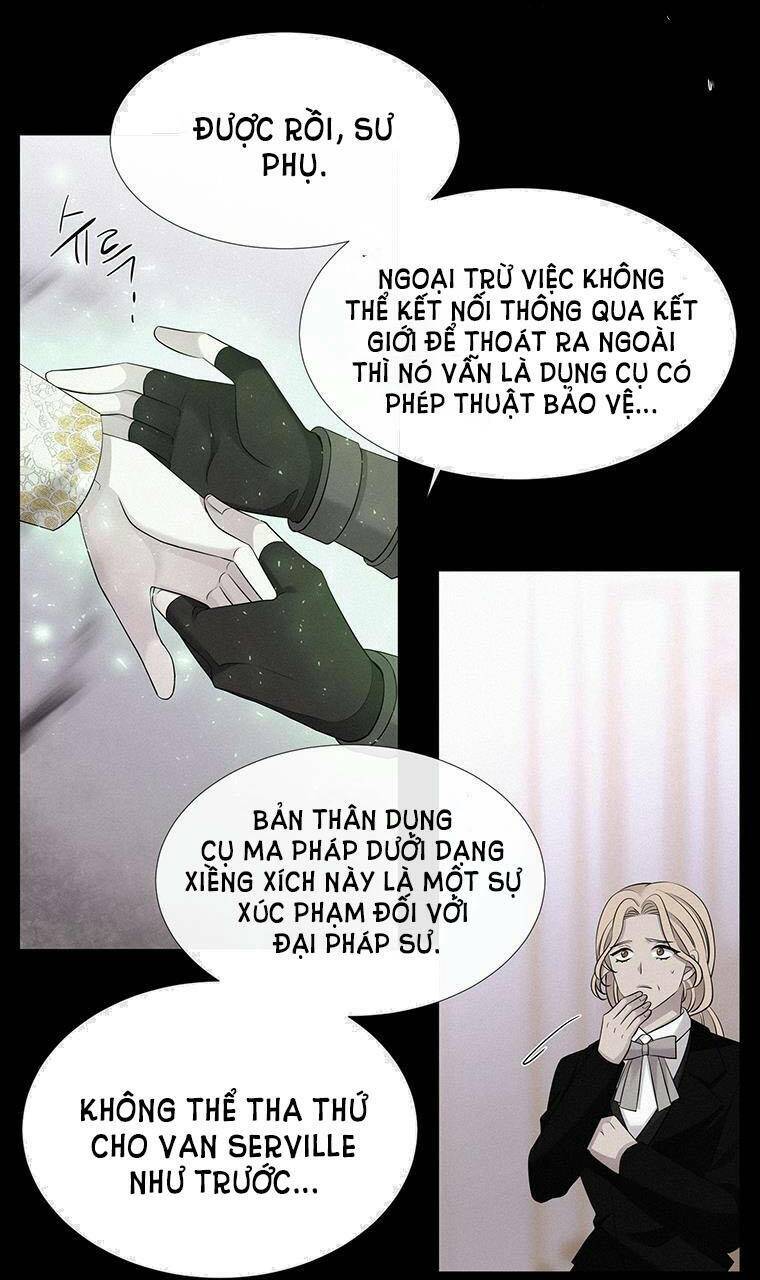 ĐƯỢC RỒI, SƯ
PHỤ.
NGOẠI TRỪ VIỆC KHÔNG
THỂ KẾT NỐI THÔNG QUA KẾT
GIỚI ĐỂ THOÁT RA NGOÀI
THÌ NÓ VẪN LÀ DỤNG CỤ CÓ
PHÉP THUẬT BẢO VỆ...
슈륵
BẢN THÂN DỤNG
CỤ MA PHÁP DƯỚI DẠNG
XIỀNG XÍCH NÀY LÀ MỘT SỰ
XÚC PHẠM ĐỐI VỚI
ĐẠI PHÁP SƯ.
KHÔNG THỂ THA THỨ
CHO VAN SERVILLE
NHƯ TRƯỚC...